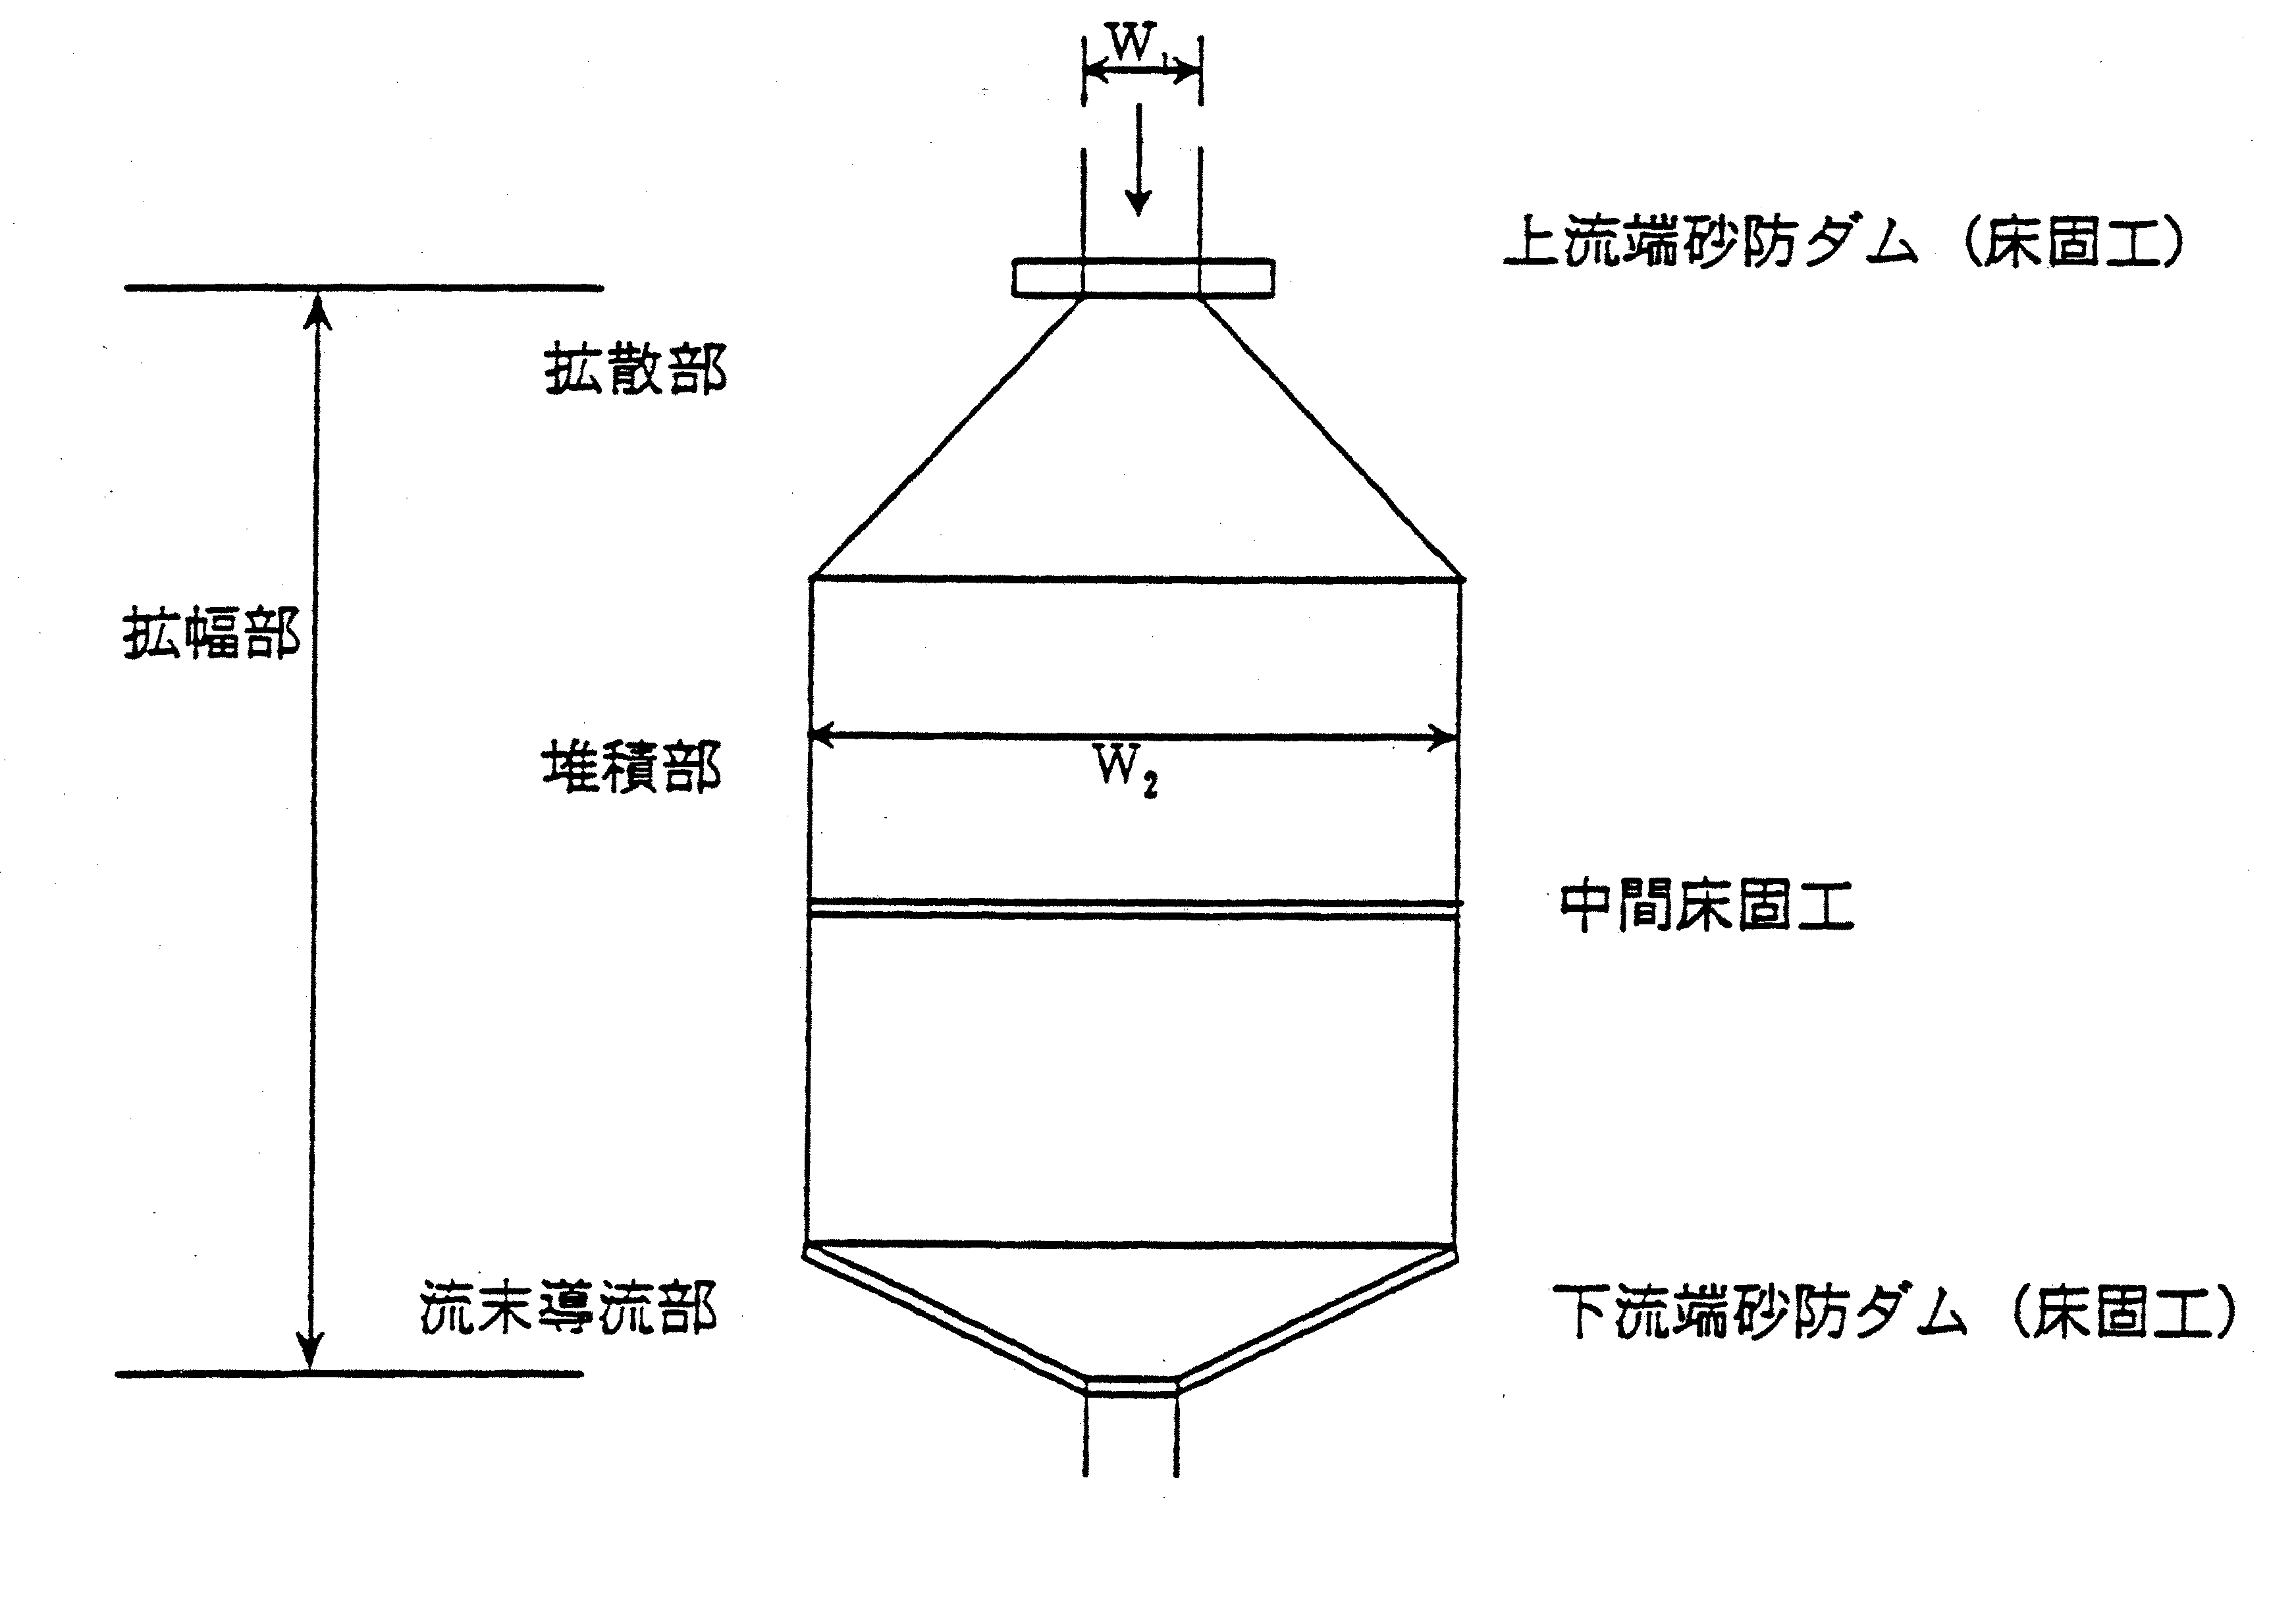 W₁
上流端砂防ダム（床固工）
拡散部
拡幅部
堆積部
W₂
中間床固工
流末導流部
下流端砂防ダム（床固工）